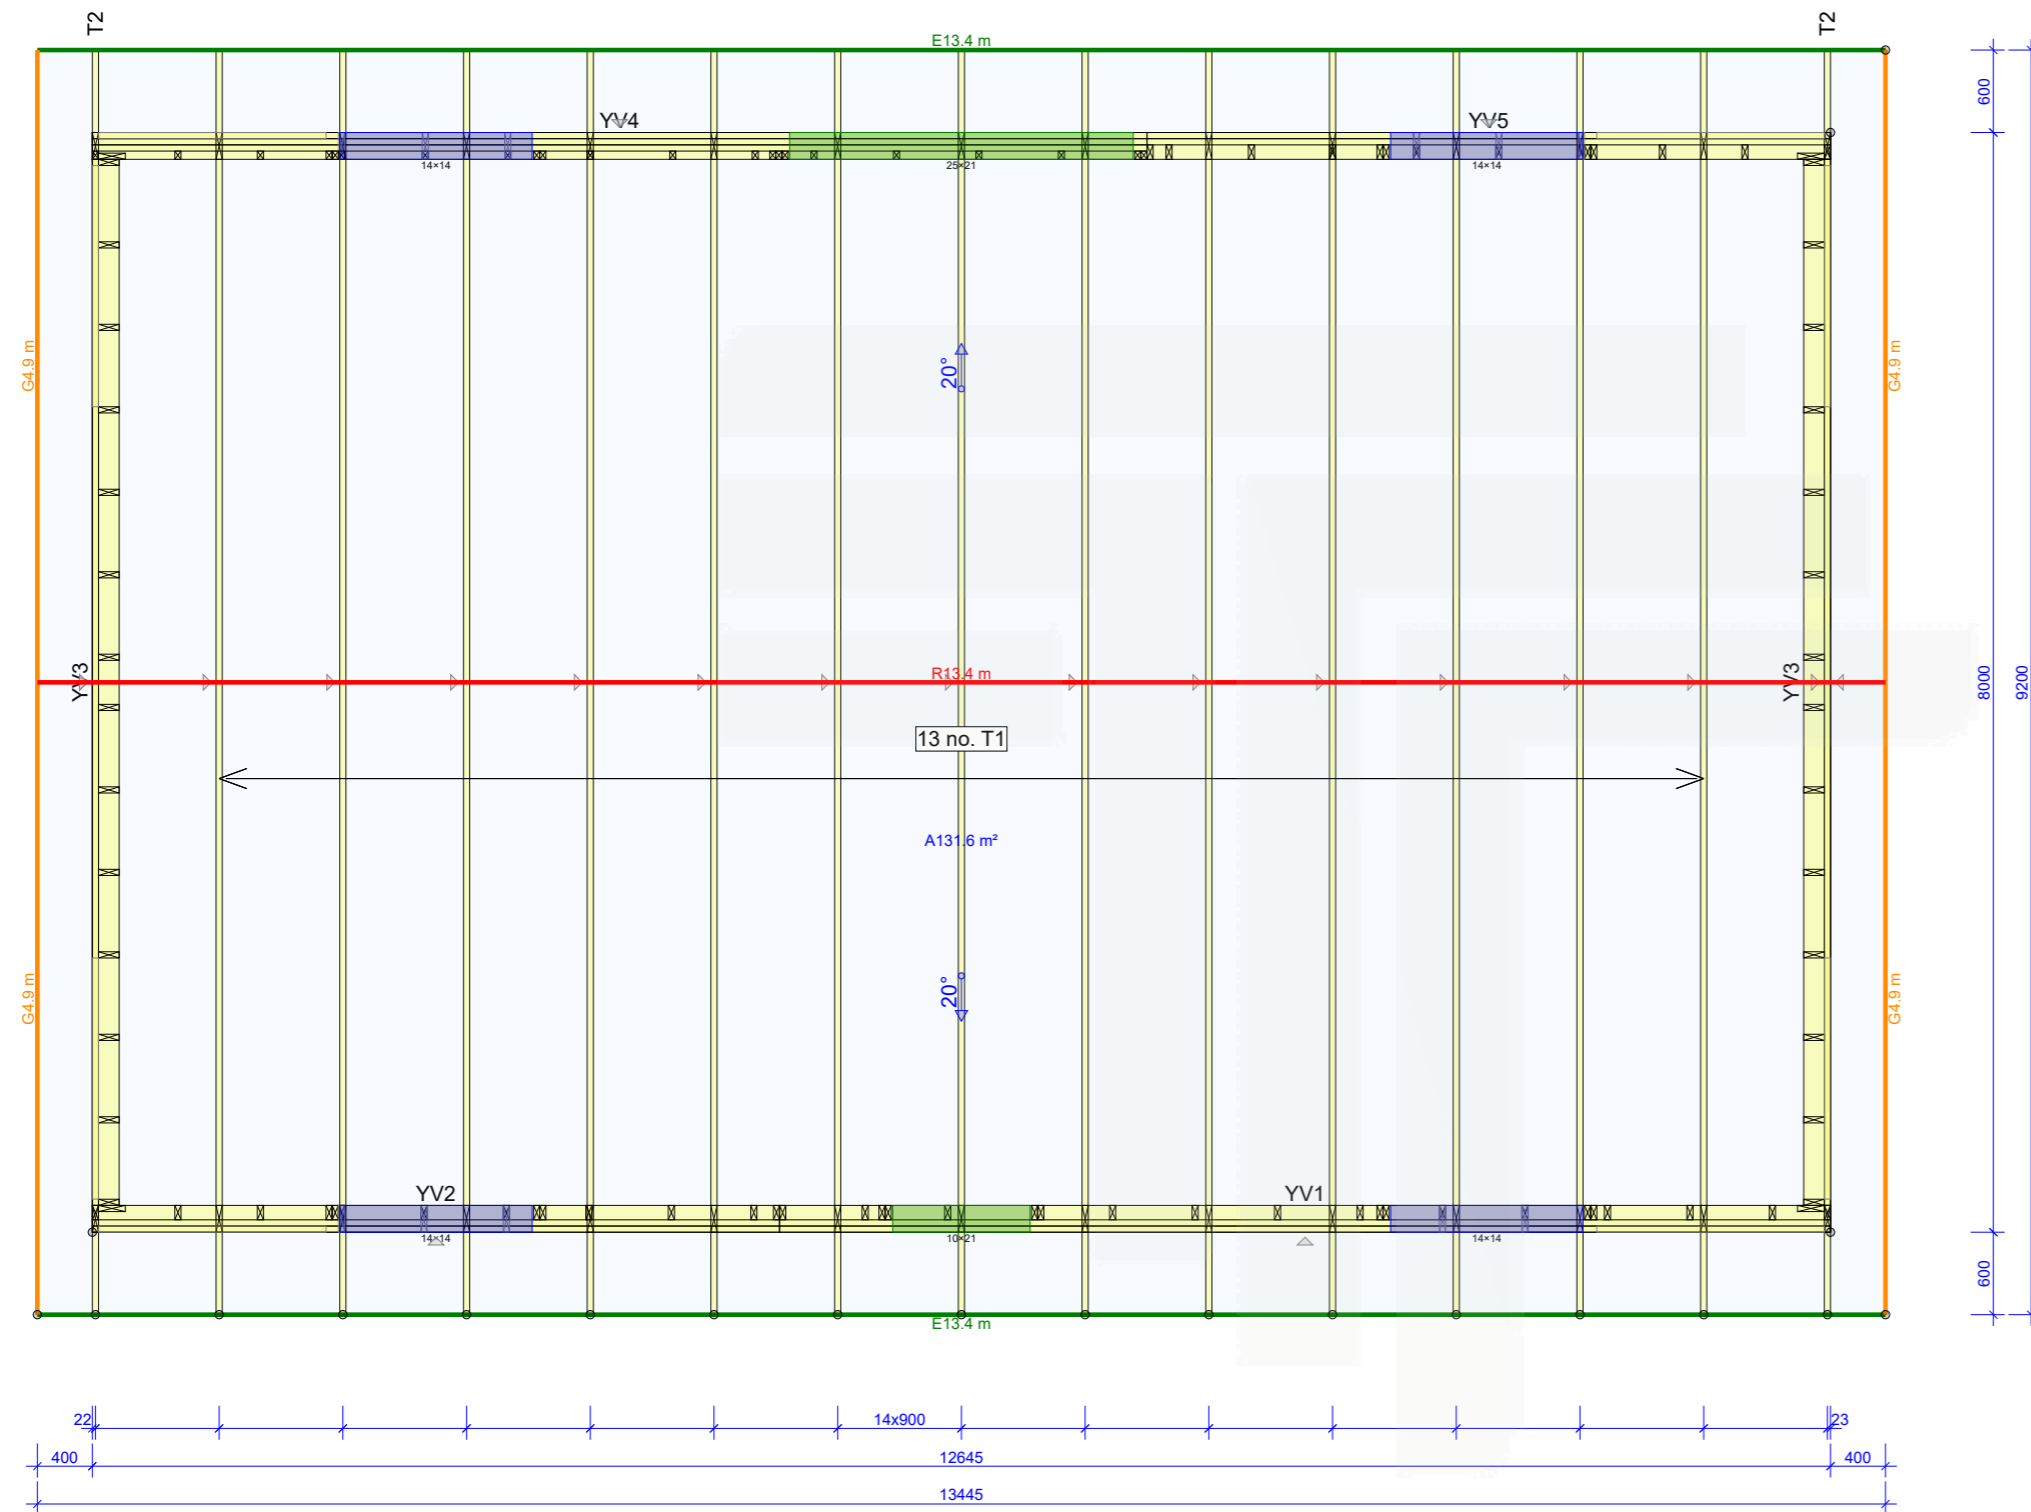 T2
T2
E13.4 m
600
YV4
YV5
14×14
25×21
14×14
G4.9 m
20°
G4.9 m
YV3
R13.4 m
YV3
8000
9200
13 no. T1
A131.6 m²
G4.9 m
20°
G4.9 m
YV2
YV1
14×14
10×21
14×14
600
E13.4 m
22
14x900
23
400
12645
400
13445